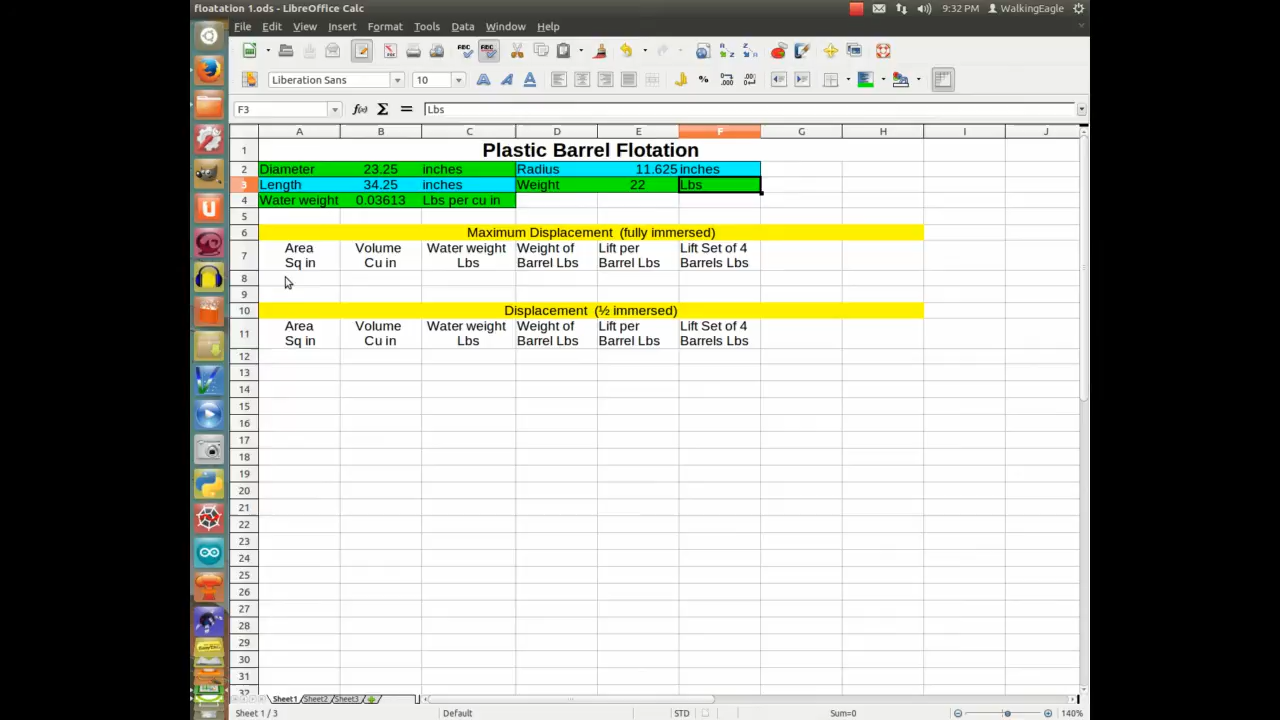 floatation 1.ods - LibreOffice Calc
9:32 PM WalkingEagle
File Edit View Insert Format Tools Data Window Help
Liberation Sans 10
F3 Lbs
A B C D E F G H I J
1 Plastic Barrel Flotation
2 Diameter 23.25 inches Radius 11.625 inches
3 Length 34.25 inches Weight 22 Lbs
4 Water weight 0.03613 Lbs per cu in
5
6 Maximum Displacement (fully immersed)
Area Volume Water weight Weight of Lift per Lift Set of 4
7 Sq in Cu in Lbs Barrel Lbs Barrel Lbs Barrels Lbs
8
9
10 Displacement (½ immersed)
Area Volume Water weight Weight of Lift per Lift Set of 4
11 Sq in Cu in Lbs Barrel Lbs Barrel Lbs Barrels Lbs
12
13
14
15
16
17
18
19
20
21
22
23
24
25
26
27
28
29
30
31
Sheet1 Sheet2 Sheet3
Sheet 1 / 3 Default STD Sum=0 140%